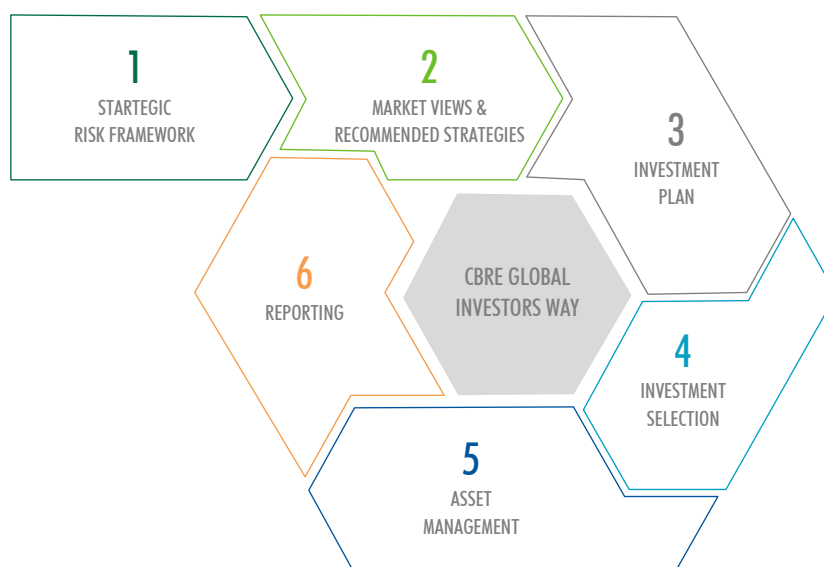 1
STARTEGIC
RISK FRAMEWORK
2
MARKET VIEWS &
RECOMMENDED STRATEGIES
3
INVESTMENT
PLAN
4
INVESTMENT
SELECTION
5
ASSET
MANAGEMENT
6
REPORTING
CBRE GLOBAL
INVESTORS WAY